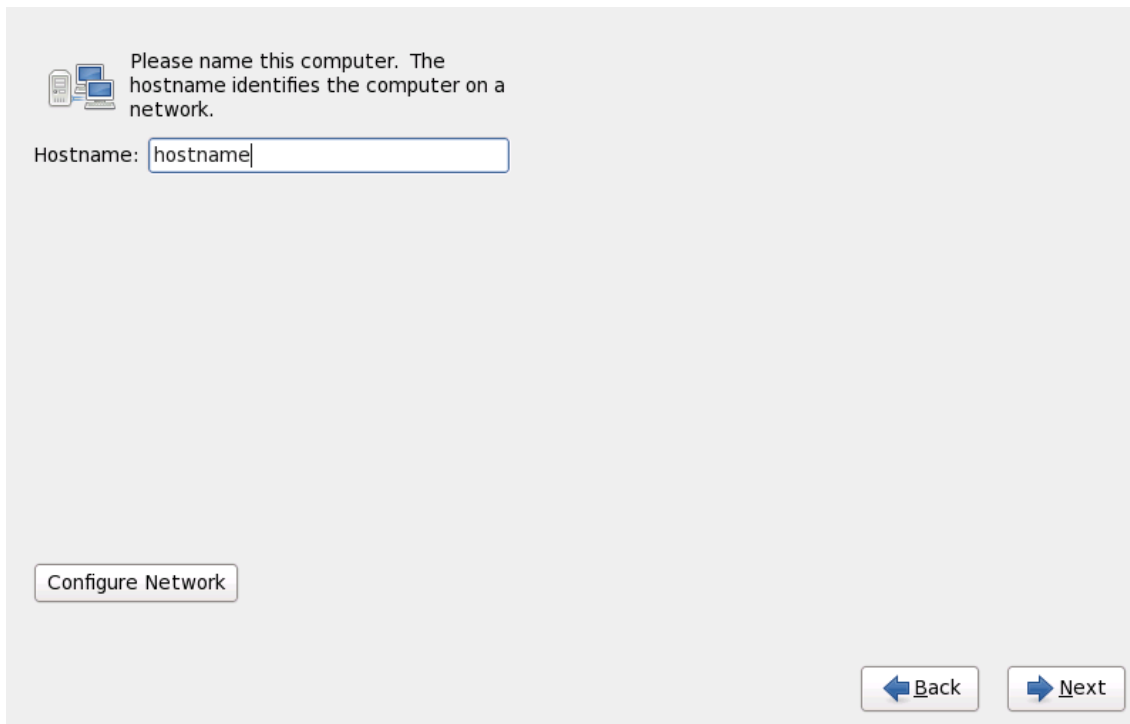 Please name this computer.  The
hostname identifies the computer on a
network.
Hostname: hostname
Configure Network
Back Next